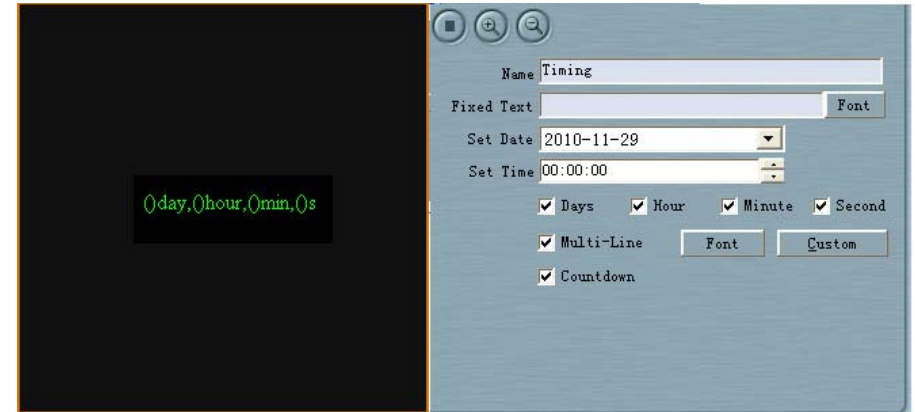 Name Timing
Fixed Text Font
Set Date 2010-11-29
Set Time 00:00:00
()day,()hour,()min,()s
Days Hour Minute Second
Multi-Line Font Custom
Countdown